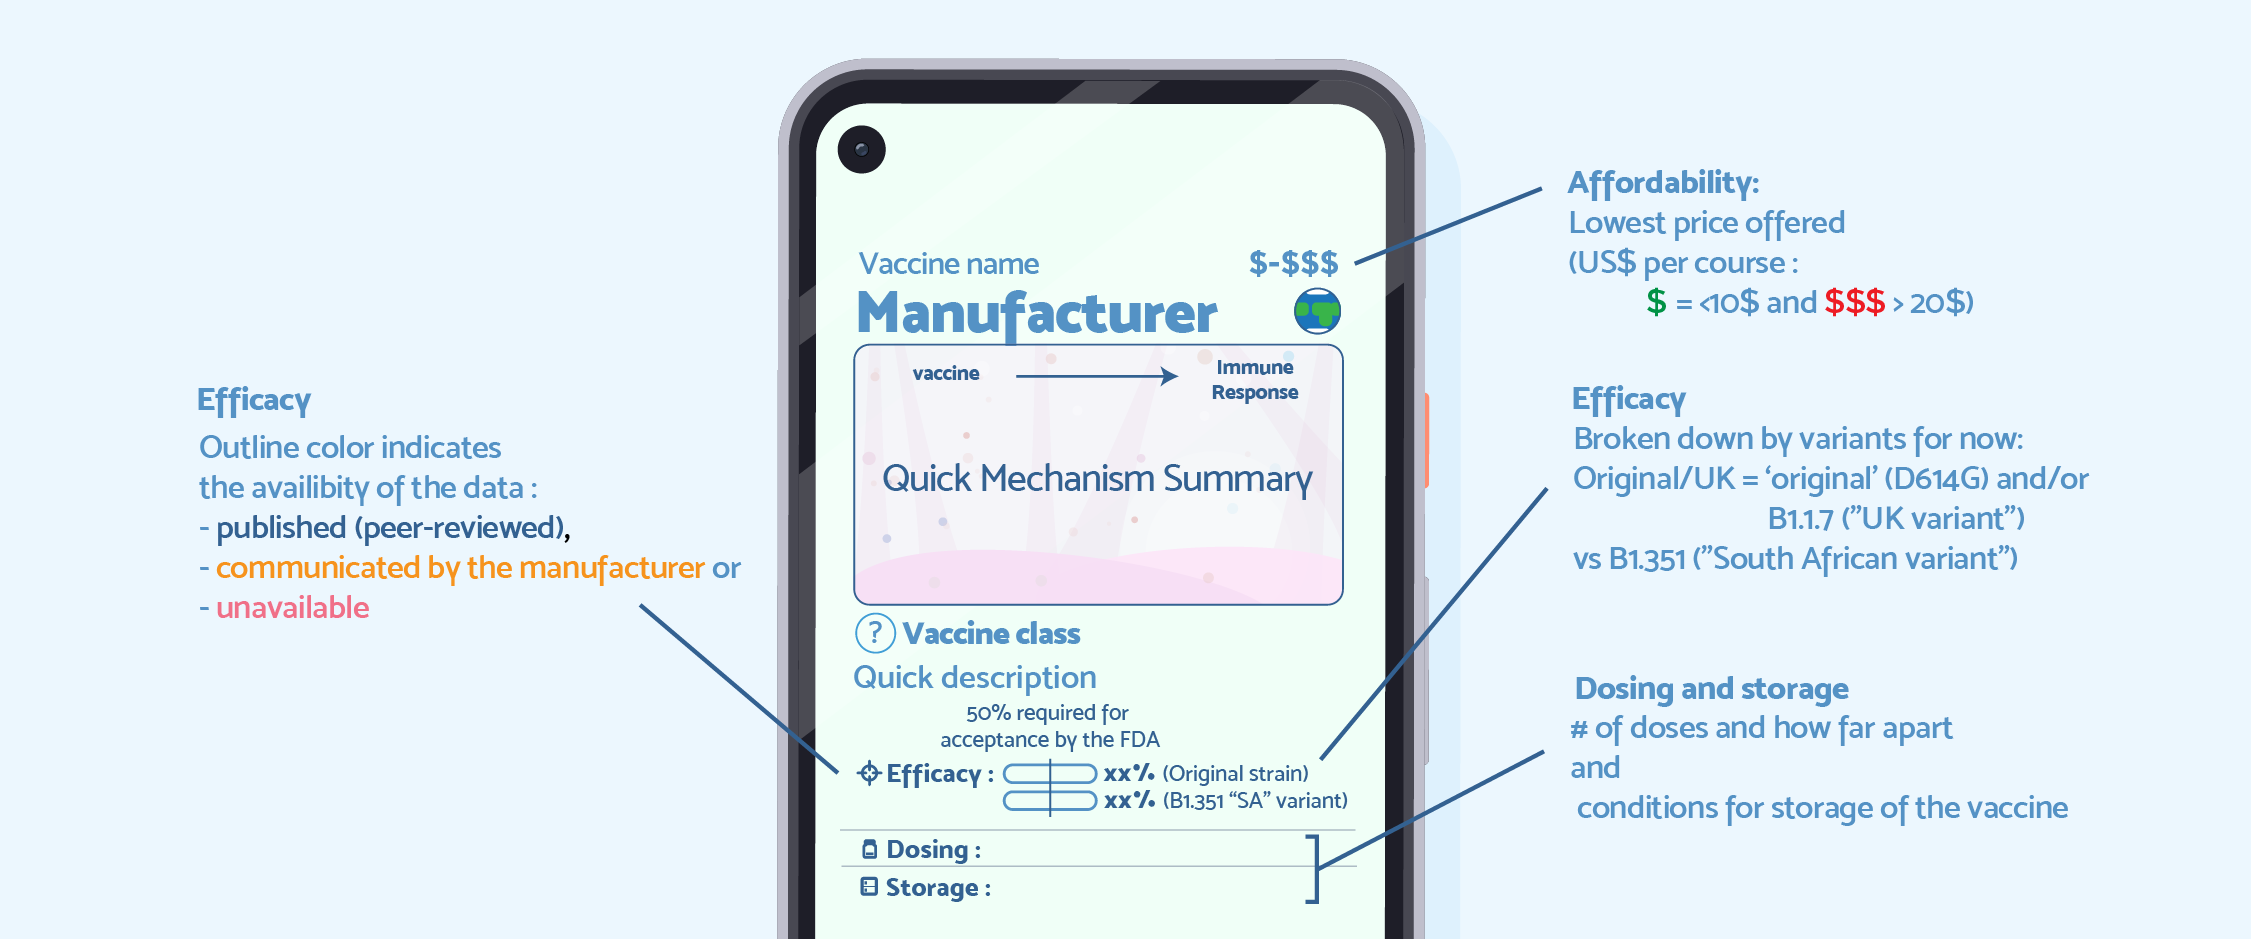 Efficacy
Outline color indicates
the availibity of the data :
- published (peer-reviewed),
- communicated by the manufacturer or
- unavailable
Vaccine name
$-$$$
Manufacturer
vaccine
Immune
Response
Quick Mechanism Summary
? Vaccine class
Quick description
50% required for
acceptance by the FDA
Efficacy : xx% (Original strain)
xx% (B1.351 “SA” variant)
Dosing :
Storage :
Affordability:
Lowest price offered
(US$ per course :
$ = <10$ and $$$ > 20$)
Efficacy
Broken down by variants for now:
Original/UK = ‘original’ (D614G) and/or
B1.1.7 (”UK variant”)
vs B1.351 (”South African variant”)
Dosing and storage
# of doses and how far apart
and
conditions for storage of the vaccine